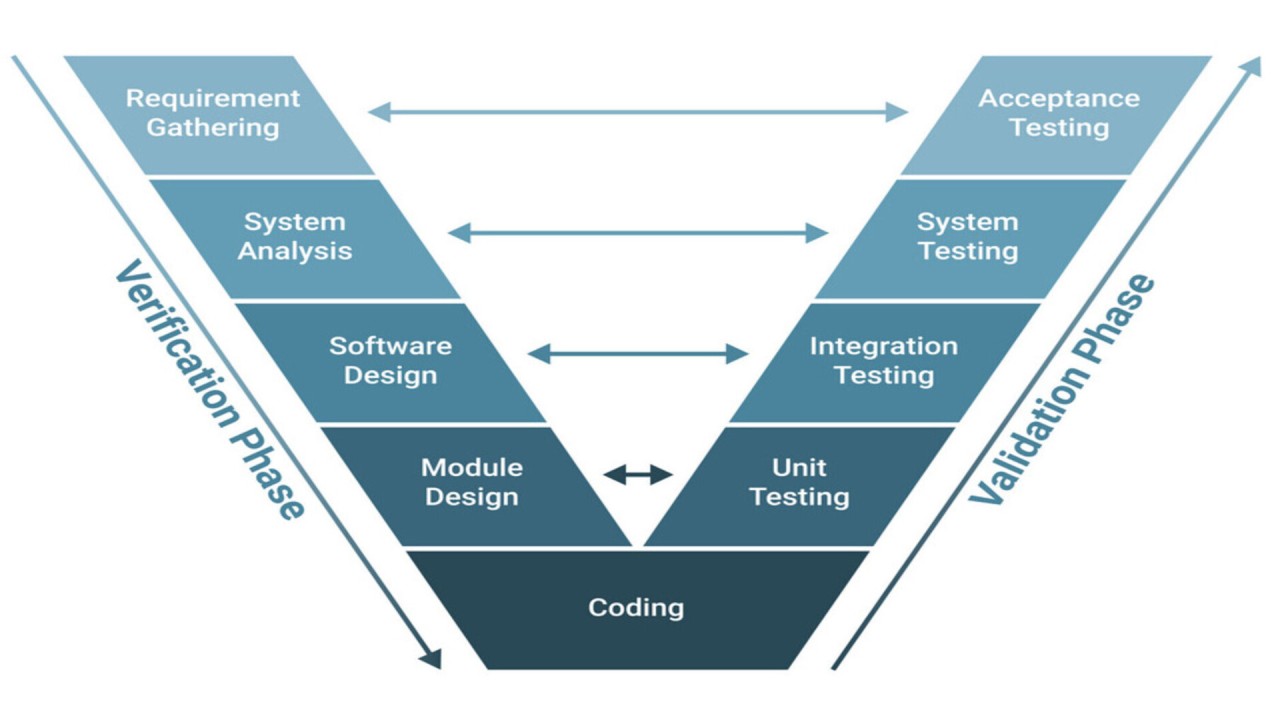 Requirement
Gathering
Acceptance
Testing
System
Analysis
System
Testing
Software
Design
Integration
Testing
Module
Design
Unit
Testing
Coding
Verification Phase
Validation Phase